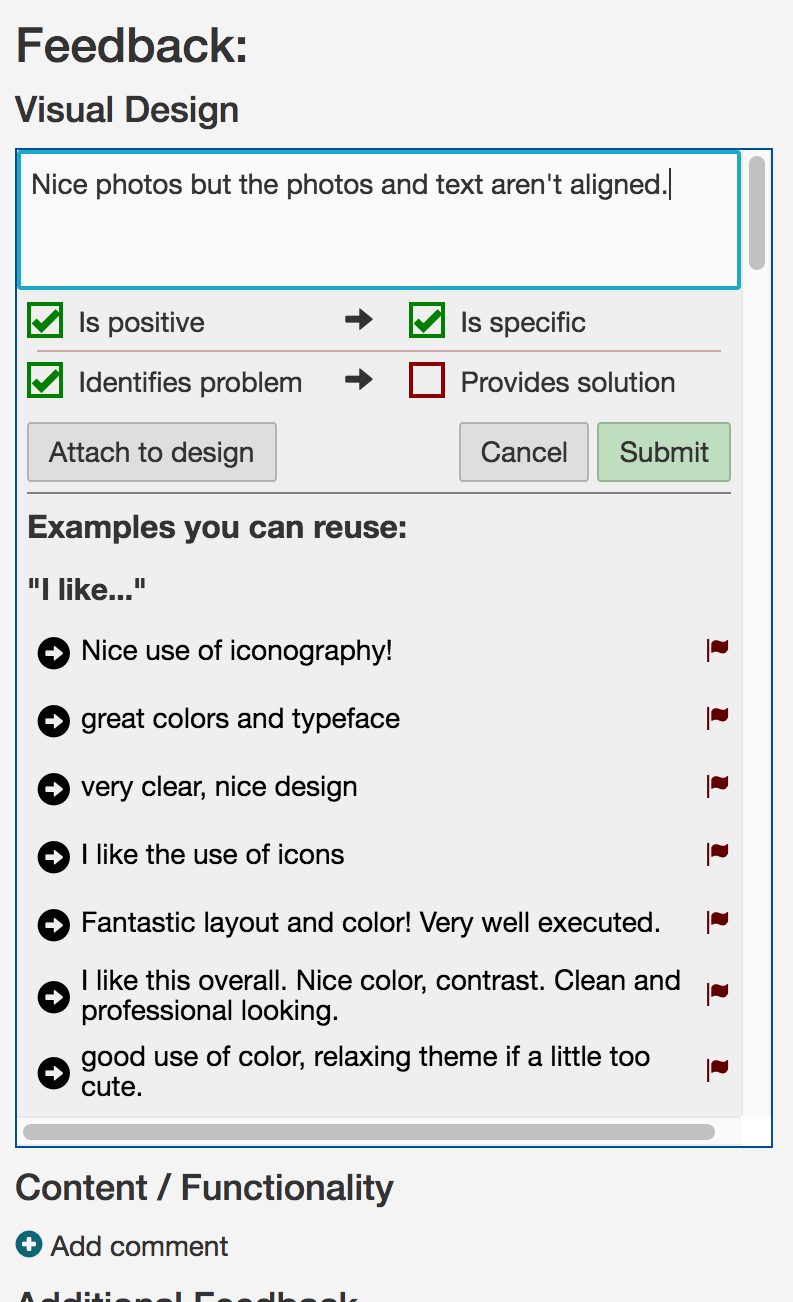 Feedback:
Visual Design
Nice photos but the photos and text aren't aligned.
Is positive
Is specific
Identifies problem
Provides solution
Attach to design
Cancel
Submit
Examples you can reuse:
"I like..."
Nice use of iconography!
great colors and typeface
very clear, nice design
I like the use of icons
Fantastic layout and color! Very well executed.
I like this overall. Nice color, contrast. Clean and
professional looking.
good use of color, relaxing theme if a little too
cute.
Content / Functionality
Add comment
Additional Feedback